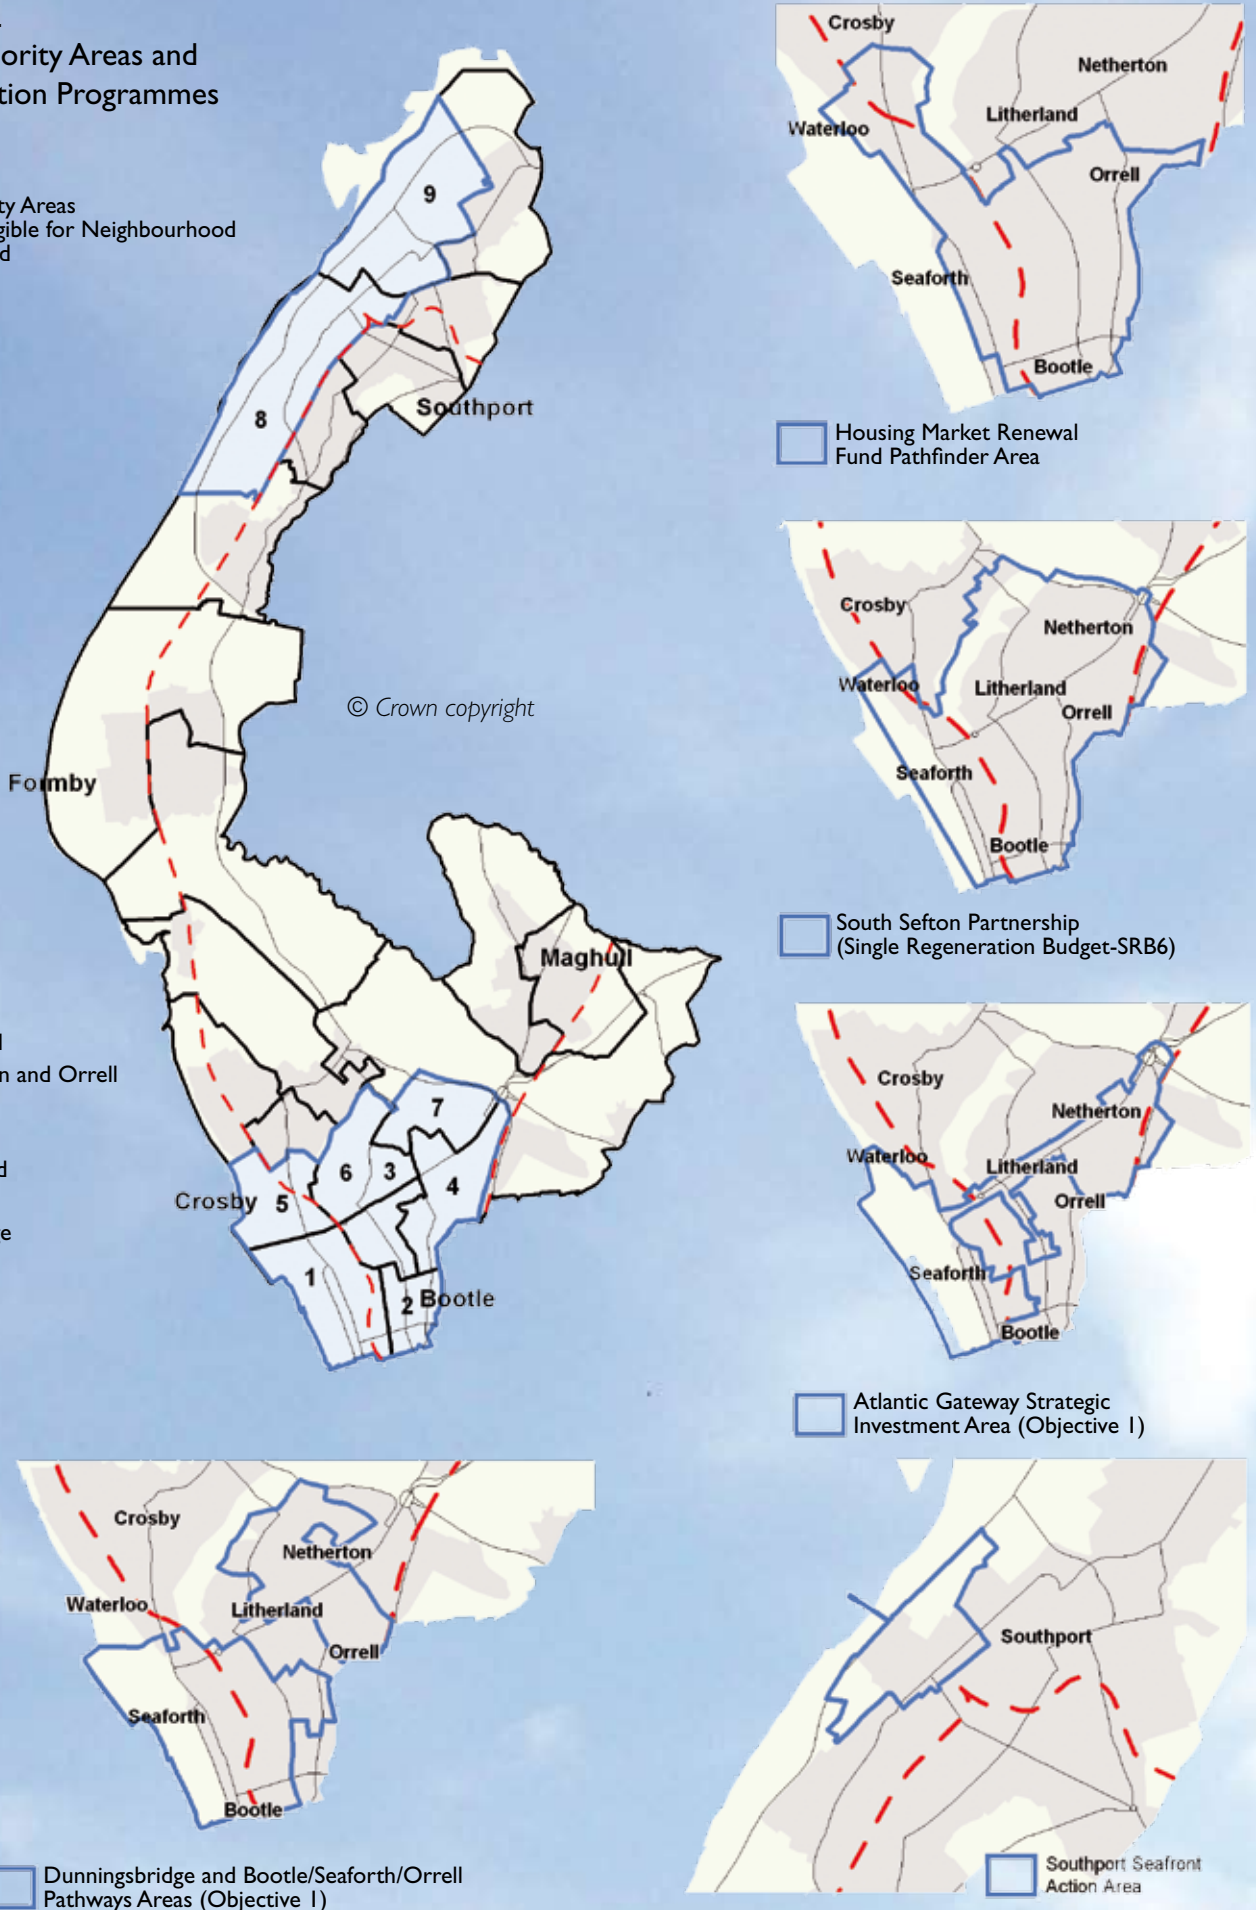 ority Areas and
tion Programmes
ty Areas
gible for Neighbourhood
d
9
8
Southport
© Crown copyright
Formby
Maghull
n and Orrell
d
ge
7
6
3
4
5
Crosby
1
2
Bootle
Crosby
Netherton
Litherland
Waterloo
Orrell
Seaforth
Bootle
Housing Market Renewal
Fund Pathfinder Area
Crosby
Netherton
Waterloo
Litherland
Orrell
Seaforth
Bootle
South Sefton Partnership
(Single Regeneration Budget-SRB6)
Crosby
Netherton
Waterloo
Litherland
Orrell
Seaforth
Bootle
Atlantic Gateway Strategic
Investment Area (Objective 1)
Crosby
Netherton
Waterloo
Litherland
Orrell
Seaforth
Bootle
Dunningsbridge and Bootle/Seaforth/Orrell
Pathways Areas (Objective 1)
Southport
Southport Seafront
Action Area